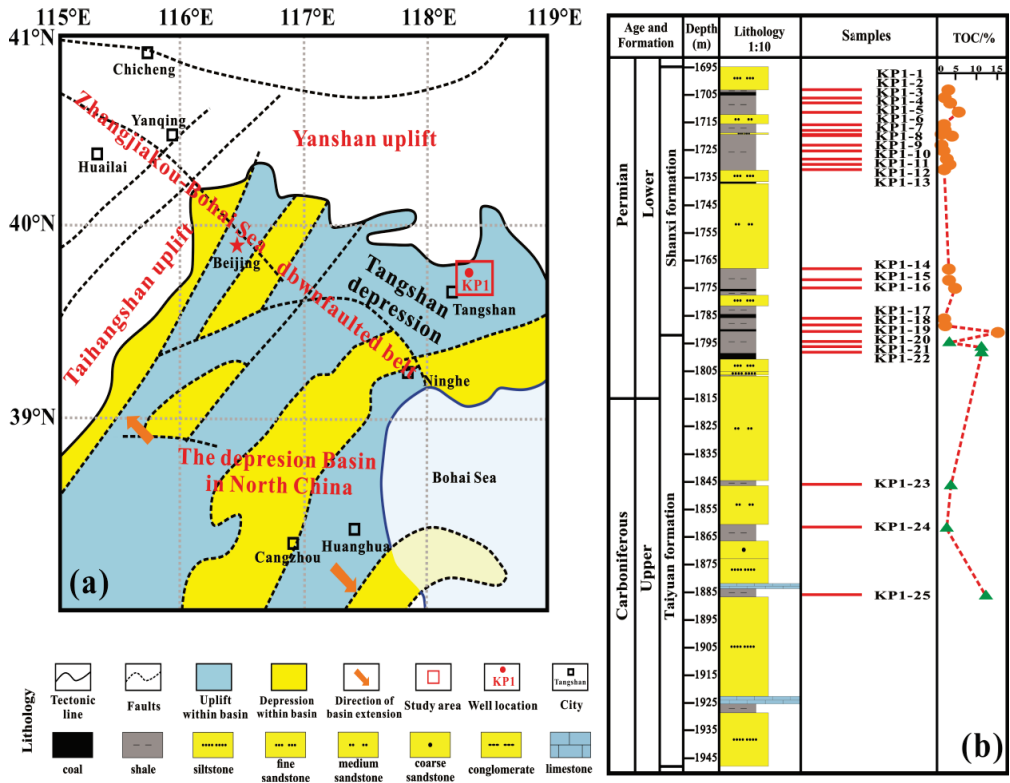 115°E
116°E
117°E
118°E
119°E
41°N
40°N
39°N
Chicheng
Yanqing
Huailai
Zhangjiakou-Bohai Sea dbwnfaulted belt
Yanshan uplift
Taihangshan uplift
Beijing
Tangshan
depression
KP1
Tangshan
Ninghe
The depresion Basin
in North China
Bohai Sea
Cangzhou
Huanghua
(a)
Lithology
Tectonic
line
Faults
Uplift
within basin
Depression
within basin
Direction of
basin extension
Study area
KP1
Well location
Tangshan
City
coal
shale
siltstone
fine
sandstone
medium
sandstone
coarse
sandstone
conglomerate
limestone
Age and
Formation
Depth
(m)
Lithology
1:10
Samples
TOC/%
0 5 10 15
Permian
Lower
Shanxi formation
Carboniferous
Upper
Taiyuan formation
1695
1705
1715
1725
1735
1745
1755
1765
1775
1785
1795
1805
1815
1825
1835
1845
1855
1865
1875
1885
1895
1905
1915
1925
1935
1945
KP1-1
KP1-2
KP1-3
KP1-4
KP1-5
KP1-6
KP1-7
KP1-8
KP1-9
KP1-10
KP1-11
KP1-12
KP1-13
KP1-14
KP1-15
KP1-16
KP1-17
KP1-18
KP1-19
KP1-20
KP1-21
KP1-22
KP1-23
KP1-24
KP1-25
(b)